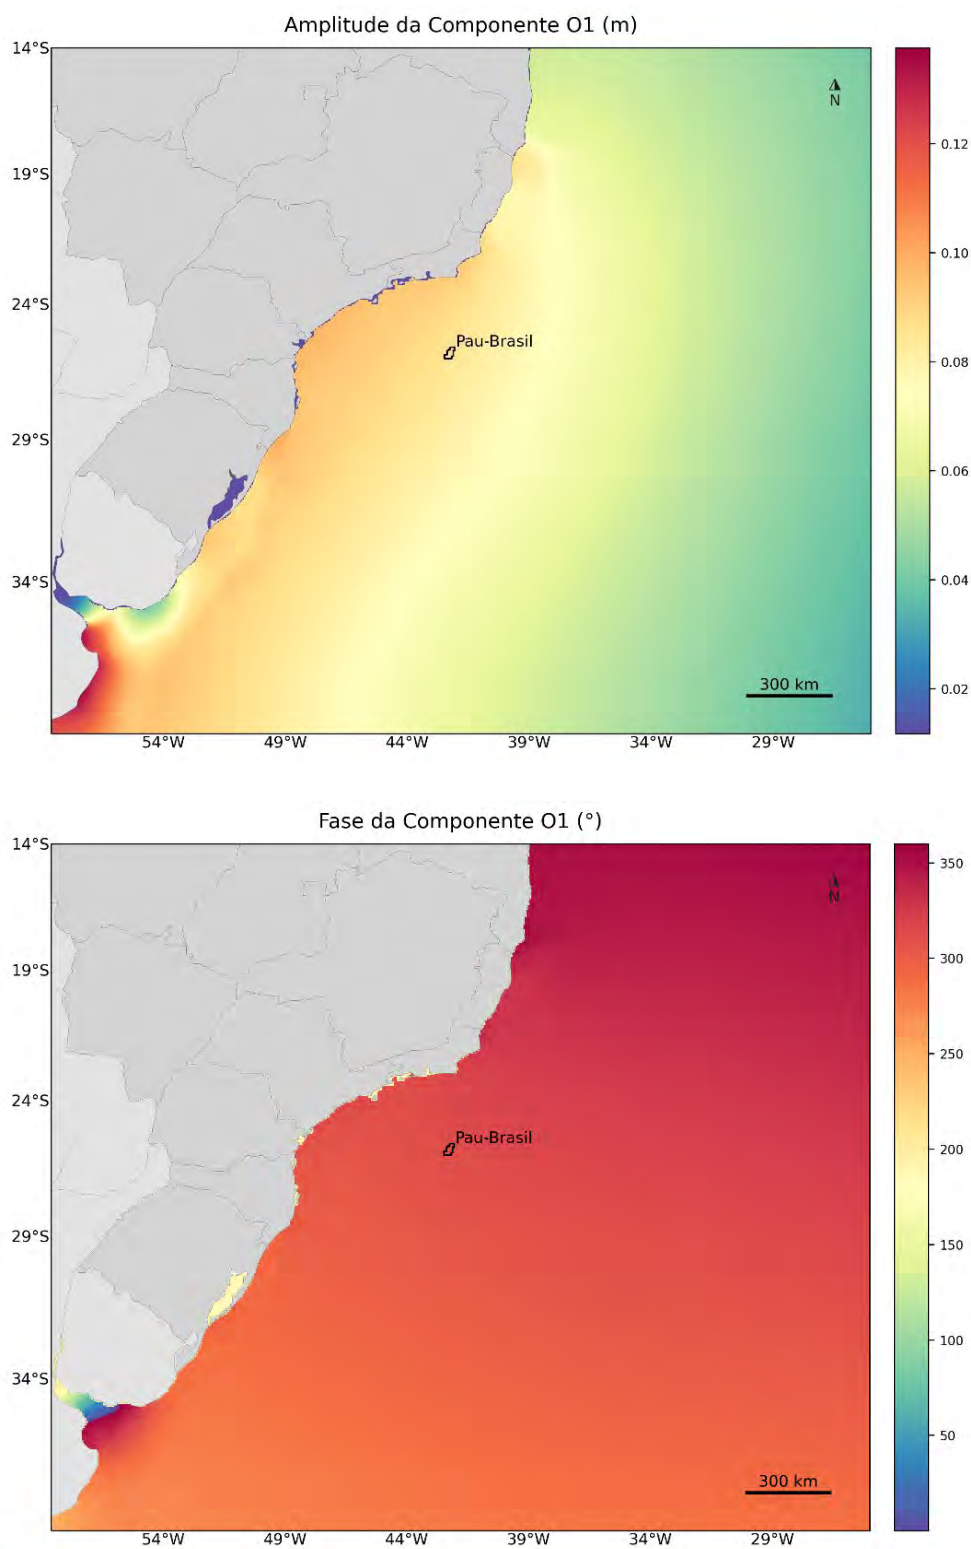 Amplitude da Componente O1 (m)
14°S
19°S
24°S
29°S
34°S
N
Pau-Brasil
300 km
54°W 49°W 44°W 39°W 34°W 29°W
0.12
0.10
0.08
0.06
0.04
0.02
Fase da Componente O1 (°)
14°S
19°S
24°S
29°S
34°S
N
Pau-Brasil
300 km
54°W 49°W 44°W 39°W 34°W 29°W
350
300
250
200
150
100
50